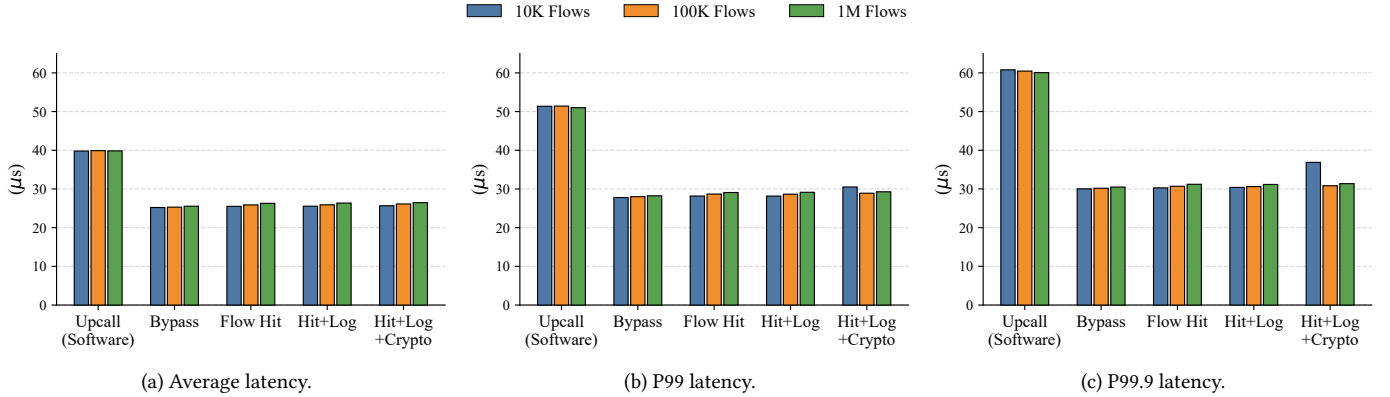 10K Flows 100K Flows 1M Flows
(μs)
60
50
40
30
20
10
0
Upcall
(Software)
Bypass
Flow Hit
Hit+Log
Hit+Log
+Crypto
(a) Average latency.
(μs)
60
50
40
30
20
10
0
Upcall
(Software)
Bypass
Flow Hit
Hit+Log
Hit+Log
+Crypto
(b) P99 latency.
(μs)
60
50
40
30
20
10
0
Upcall
(Software)
Bypass
Flow Hit
Hit+Log
Hit+Log
+Crypto
(c) P99.9 latency.